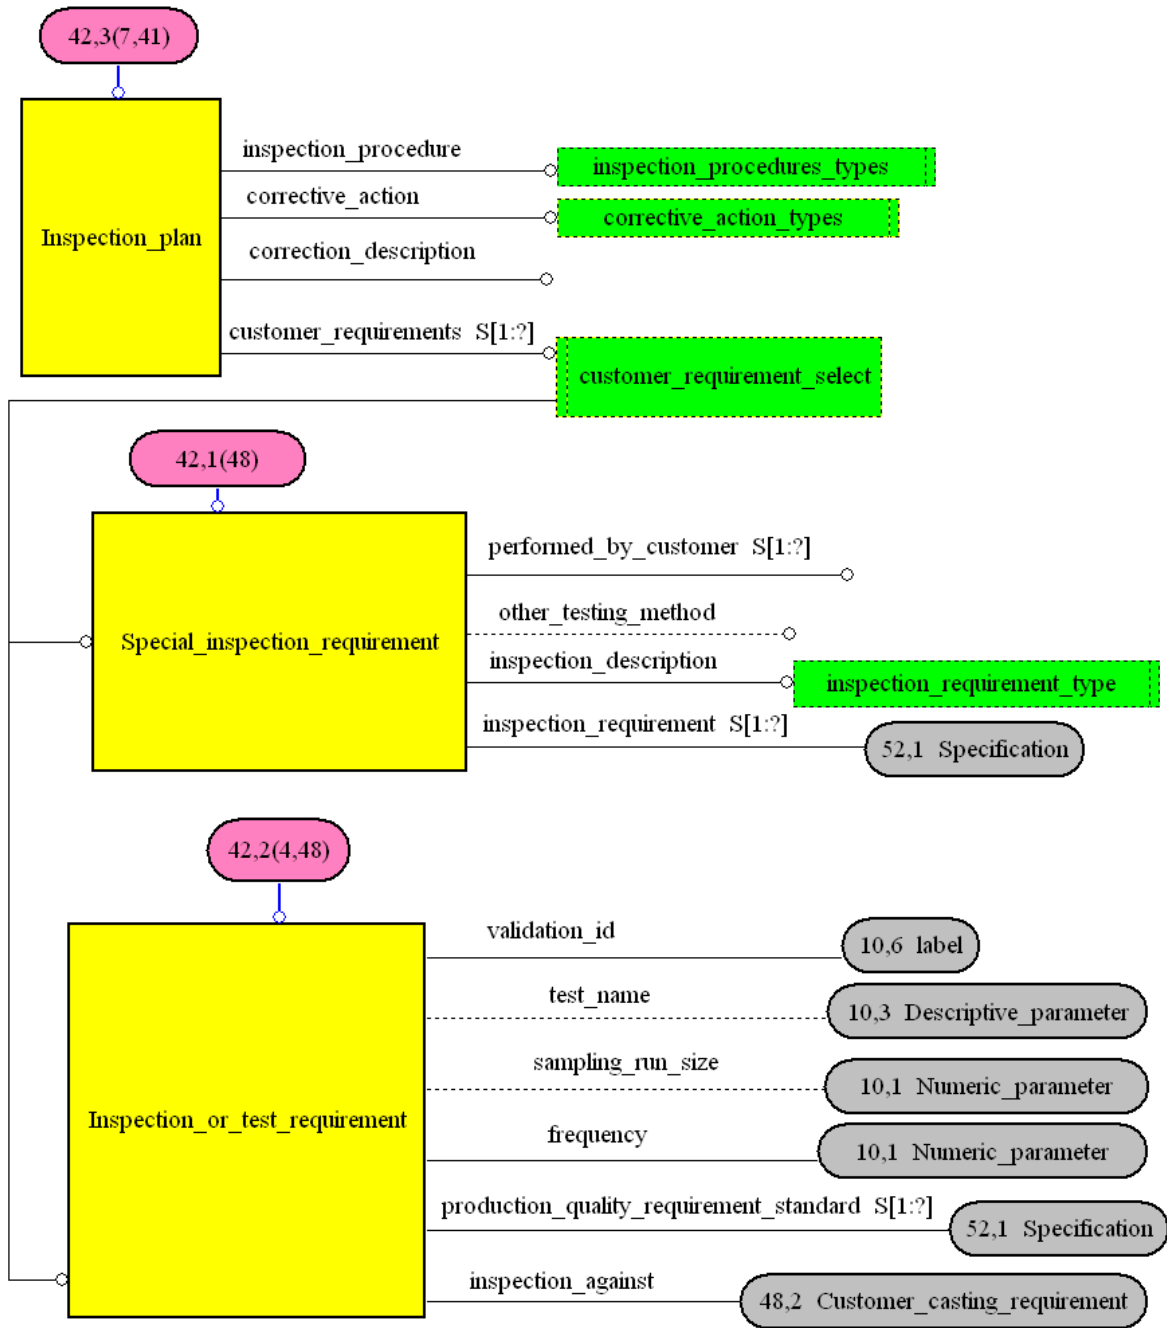 42,3(7,41)
inspection_procedure
inspection_procedures_types
corrective_action
corrective_action_types
Inspection_plan
correction_description
customer_requirements S[1:?]
customer_requirement_select
42,1(48)
performed_by_customer S[1:?]
other_testing_method
Special_inspection_requirement
inspection_description
inspection_requirement_type
inspection_requirement S[1:?]
52,1 Specification
42,2(4,48)
validation_id
10,6 label
test_name
10,3 Descriptive_parameter
sampling_run_size
10,1 Numeric_parameter
Inspection_or_test_requirement
frequency
10,1 Numeric_parameter
production_quality_requirement_standard S[1:?]
52,1 Specification
inspection_against
48,2 Customer_casting_requirement